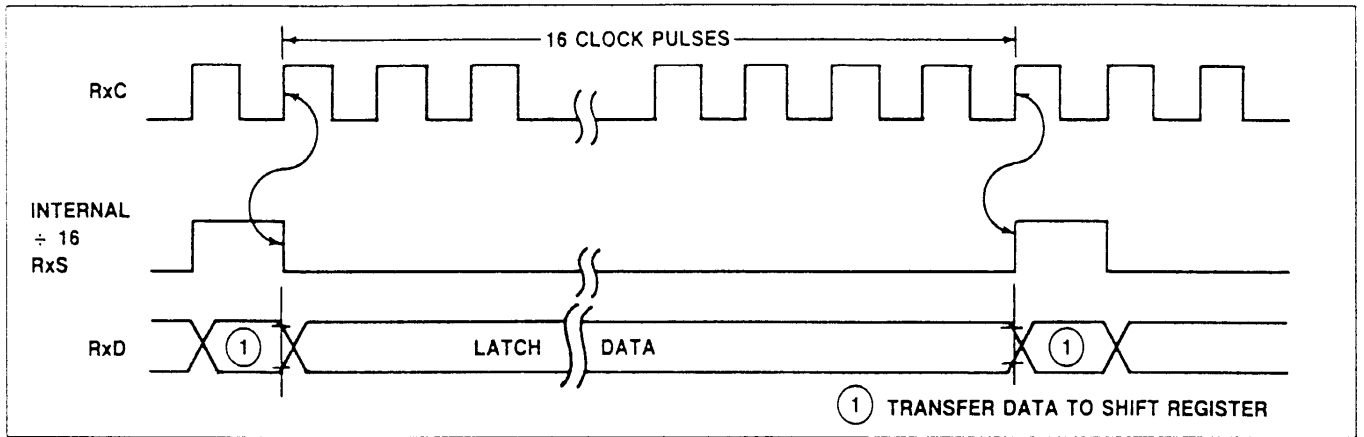 16 CLOCK PULSES
RxC
INTERNAL
÷ 16
RxS
RxD
1
LATCH DATA
1
1 TRANSFER DATA TO SHIFT REGISTER